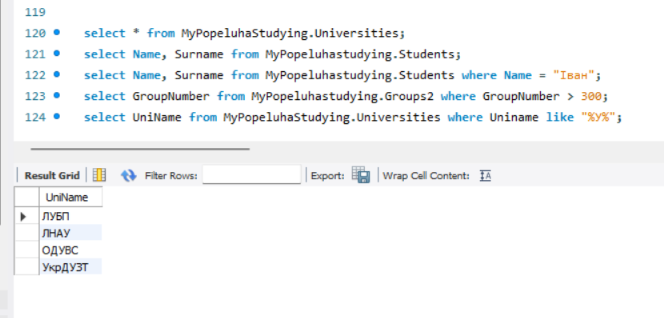 119
120 select * from MyPopeluhaStudying.Universities;
121 select Name, Surname from MyPopeluhastudying.Students;
122 select Name, Surname from MyPopeluhastudying.Students where Name = "Іван";
123 select GroupNumber from MyPopeluhastudying.Groups2 where GroupNumber > 300;
124 select UniName from MyPopeluhaStudying.Universities where Uniname like "%У%";
Result Grid Filter Rows: Export: Wrap Cell Content: IA
UniName
ЛУБП
ЛНАУ
ОДУВС
УкрДУЗТ